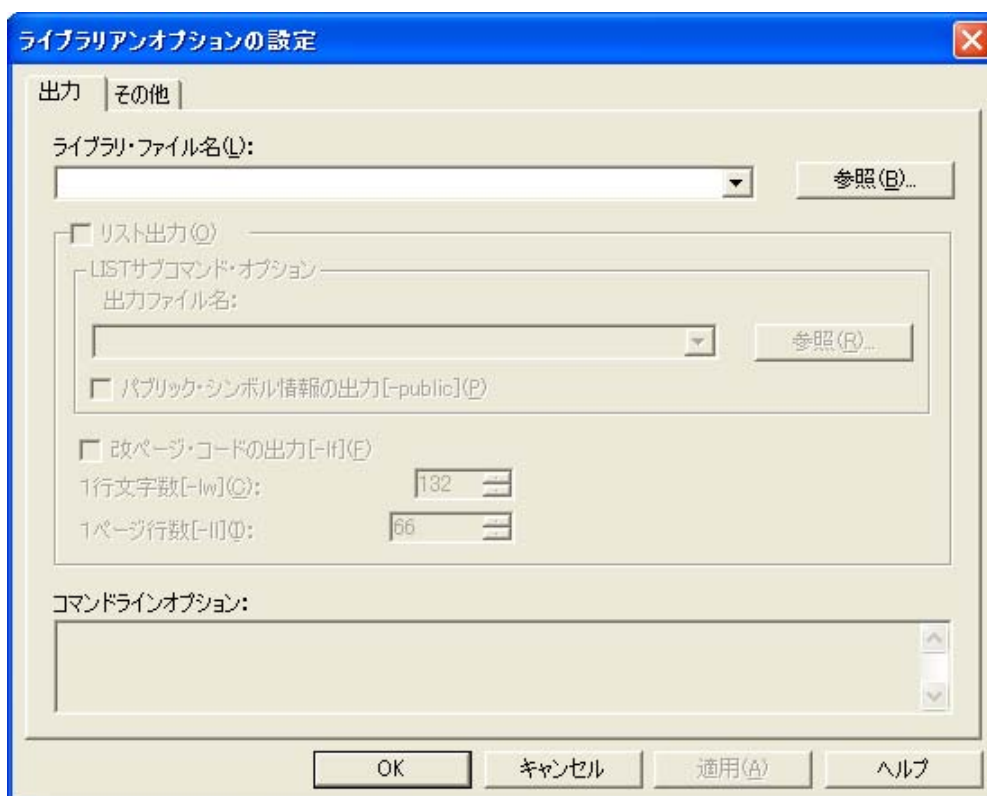 ライブラリアンオプションの設定
出力 その他
ライブラリ・ファイル名(L):
参照(B)...
リスト出力(O)
LISTサブコマンド・オプション
出力ファイル名:
参照(R)...
パブリック・シンボル情報の出力[-public](P)
改ページ・コードの出力[-lf](F)
1行文字数[-lw](C): 132
1ページ行数[-ll](I): 66
コマンドラインオプション:
OK キャンセル 適用(A) ヘルプ